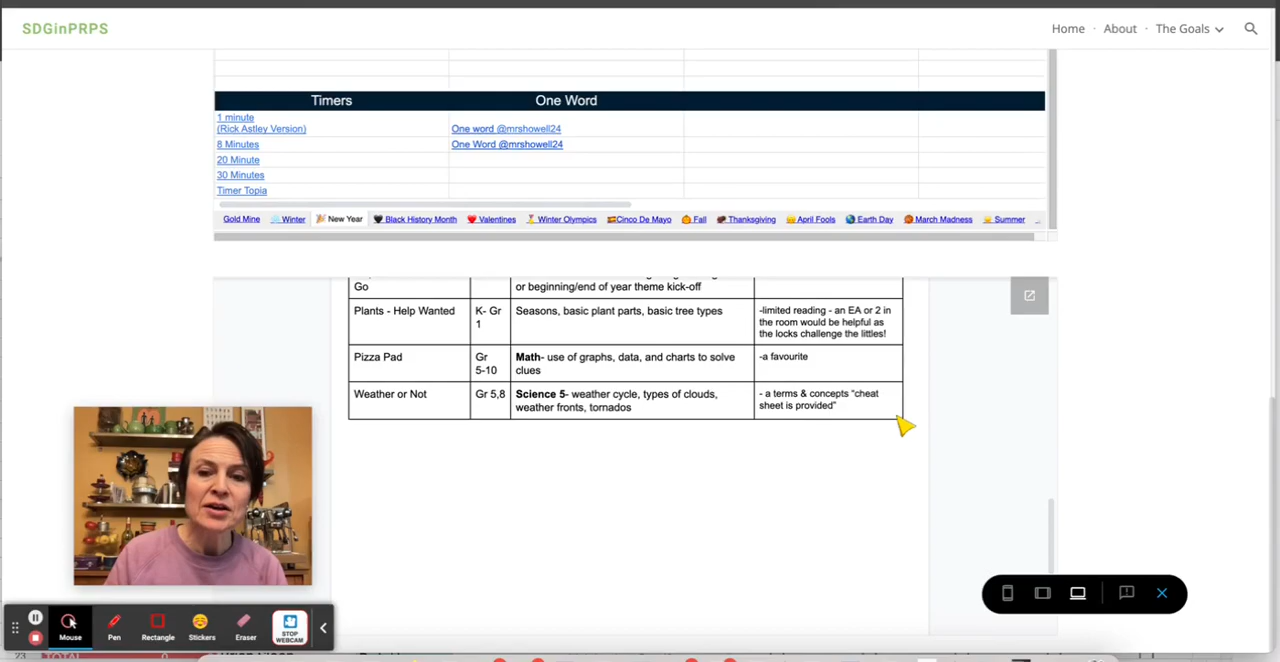 SDGinPRPS
Home · About · The Goals
Timers One Word
1 minute
(Rick Astley Version) One word @mrshowell24
8 Minutes One Word @mrshowell24
20 Minute
30 Minutes
Timer Topia
Gold Mine Winter New Year Black History Month Valentines Winter Olympics Cinco De Mayo Fall Thanksgiving April Fools Earth Day March Madness Summer
Go or beginning/end of year theme kick-off
Plants - Help Wanted K- Gr Seasons, basic plant parts, basic tree types -limited reading - an EA or 2 in
1 the room would be helpful as
the locks challenge the littles!
Pizza Pad Gr Math- use of graphs, data, and charts to solve -a favourite
5-10 clues
Weather or Not Gr 5,8 Science 5- weather cycle, types of clouds, - a terms & concepts "cheat
weather fronts, tornados sheet is provided"
Mouse Pen Rectangle Stickers Eraser STOP
WEBCAM
23 TOTAL 0